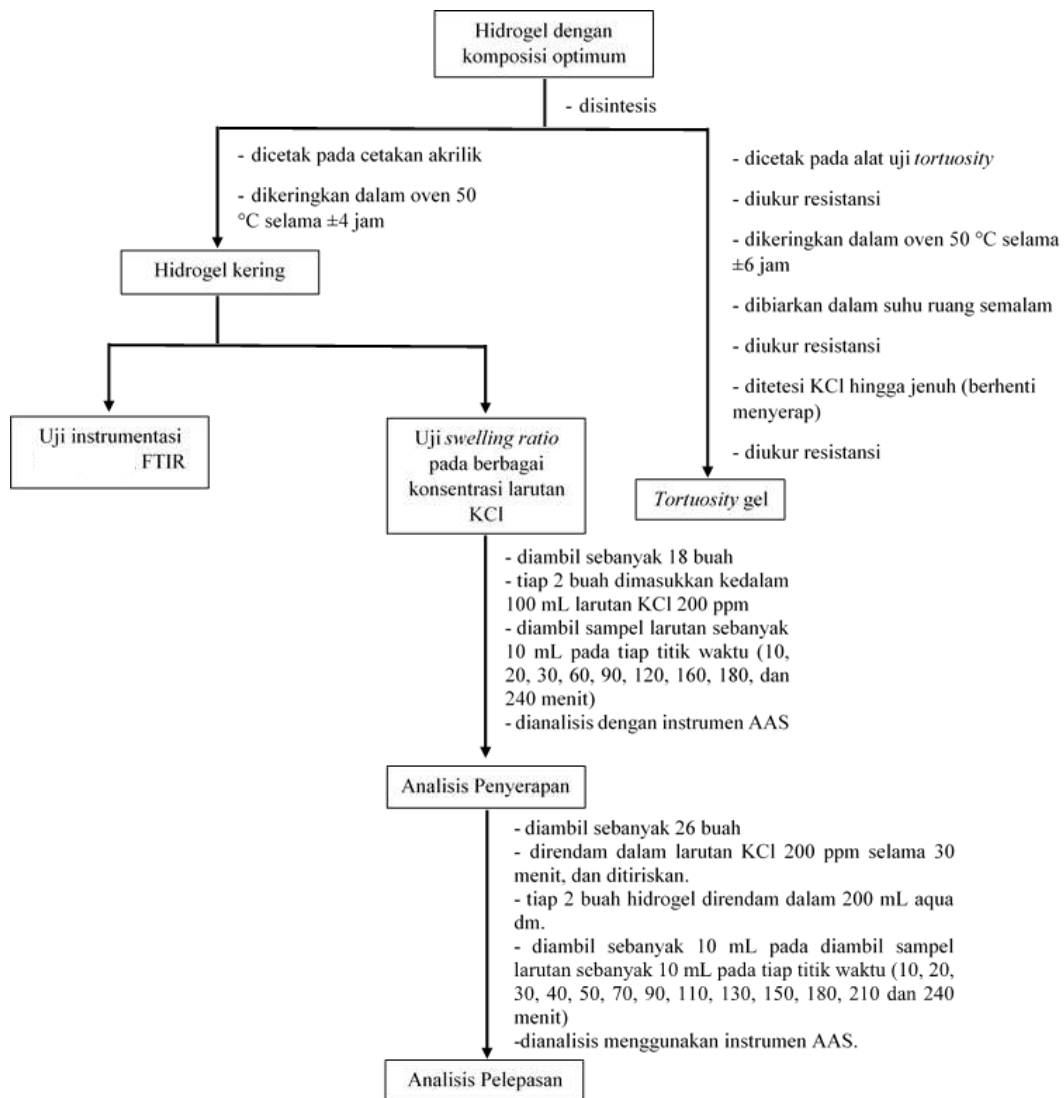 Hidrogel dengan
komposisi optimum
- disintesis
- dicetak pada cetakan akrilik
- dikeringkan dalam oven 50
°C selama ±4 jam
Hidrogel kering
- dicetak pada alat uji tortuosity
- diukur resistansi
- dikeringkan dalam oven 50 °C selama
±6 jam
- dibiarkan dalam suhu ruang semalam
- diukur resistansi
- ditetesi KCl hingga jenuh (berhenti
menyerap)
- diukur resistansi
Uji instrumentasi
FTIR
Uji swelling ratio
pada berbagai
konsentrasi larutan
KCl
Tortuosity gel
- diambil sebanyak 18 buah
- tiap 2 buah dimasukkan kedalam
100 mL larutan KCl 200 ppm
- diambil sampel larutan sebanyak
10 mL pada tiap titik waktu (10,
20, 30, 60, 90, 120, 160, 180, dan
240 menit)
- dianalisis dengan instrumen AAS
Analisis Penyerapan
- diambil sebanyak 26 buah
- direndam dalam larutan KCl 200 ppm selama 30
menit, dan ditiriskan.
- tiap 2 buah hidrogel direndam dalam 200 mL aqua
dm.
- diambil sebanyak 10 mL pada diambil sampel
larutan sebanyak 10 mL pada tiap titik waktu (10, 20,
30, 40, 50, 70, 90, 110, 130, 150, 180, 210 dan 240
menit)
-dianalisis menggunakan instrumen AAS.
Analisis Pelepasan